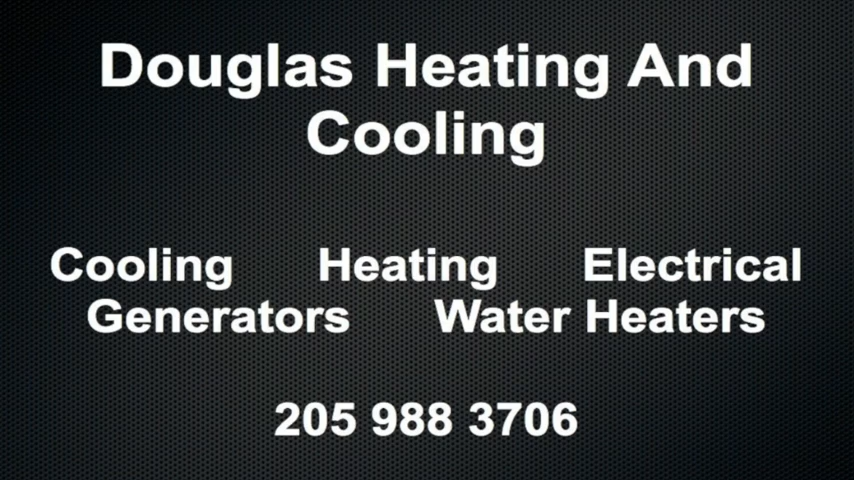 Douglas Heating And
Cooling
Cooling Heating Electrical
Generators Water Heaters
205 988 3706